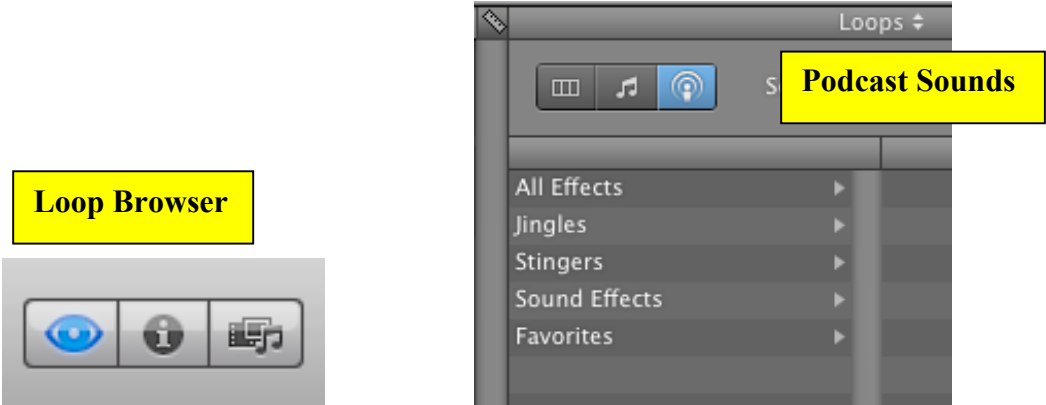 Loops
Podcast Sounds
All Effects
Jingles
Loop Browser
Stingers
Sound Effects
Favorites